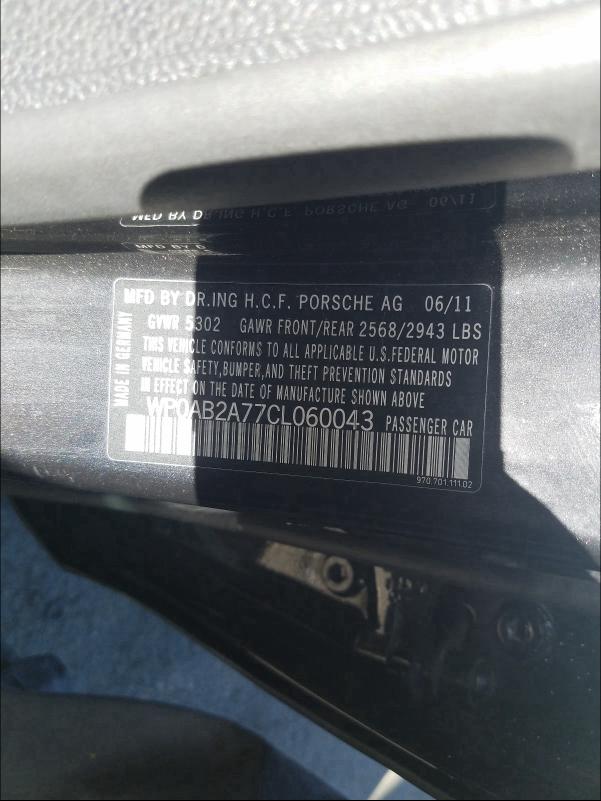 MFD BY DR.ING H.C.F. PORSCHE AG 06/11
MADE IN GERMANY
GVWR 5302 GAWR FRONT/REAR 2568/2943 LBS
THIS VEHICLE CONFORMS TO ALL APPLICABLE U.S.FEDERAL MOTOR
VEHICLE SAFETY,BUMPER,AND THEFT PREVENTION STANDARDS
IN EFFECT ON THE DATE OF MANUFACTURE SHOWN ABOVE
WP0AB2A77CL060043 PASSENGER CAR
970.701.111.02